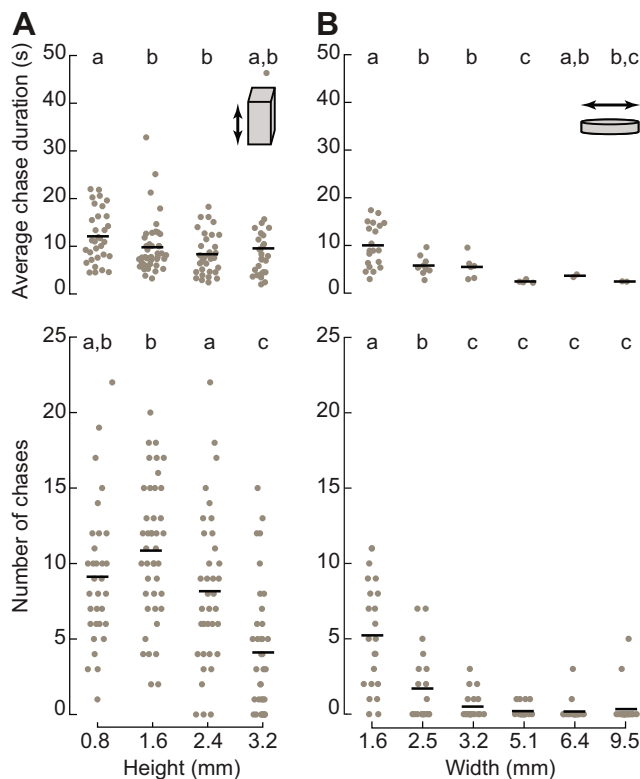 A
B
Average chase duration (s)
50
40
30
20
10
0
a b b a,b
50
40
30
20
10
0
a b b c a,b b,c
Number of chases
25
20
15
10
5
0
a,b b a c
25
20
15
10
5
0
a b c c c c
0.8 1.6 2.4 3.2
Height (mm)
1.6 2.5 3.2 5.1 6.4 9.5
Width (mm)